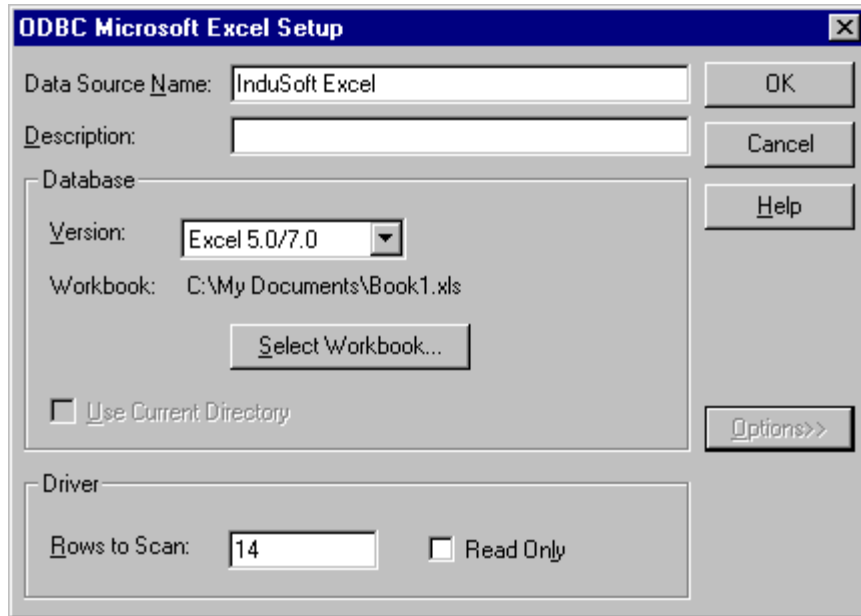 ODBC Microsoft Excel Setup
Data Source Name: InduSoft Excel
OK
Description:
Cancel
Database
Help
Version: Excel 5.0/7.0
Workbook: C:\My Documents\Book1.xls
Select Workbook...
Use Current Directory
Options>>
Driver
Rows to Scan: 14
Read Only